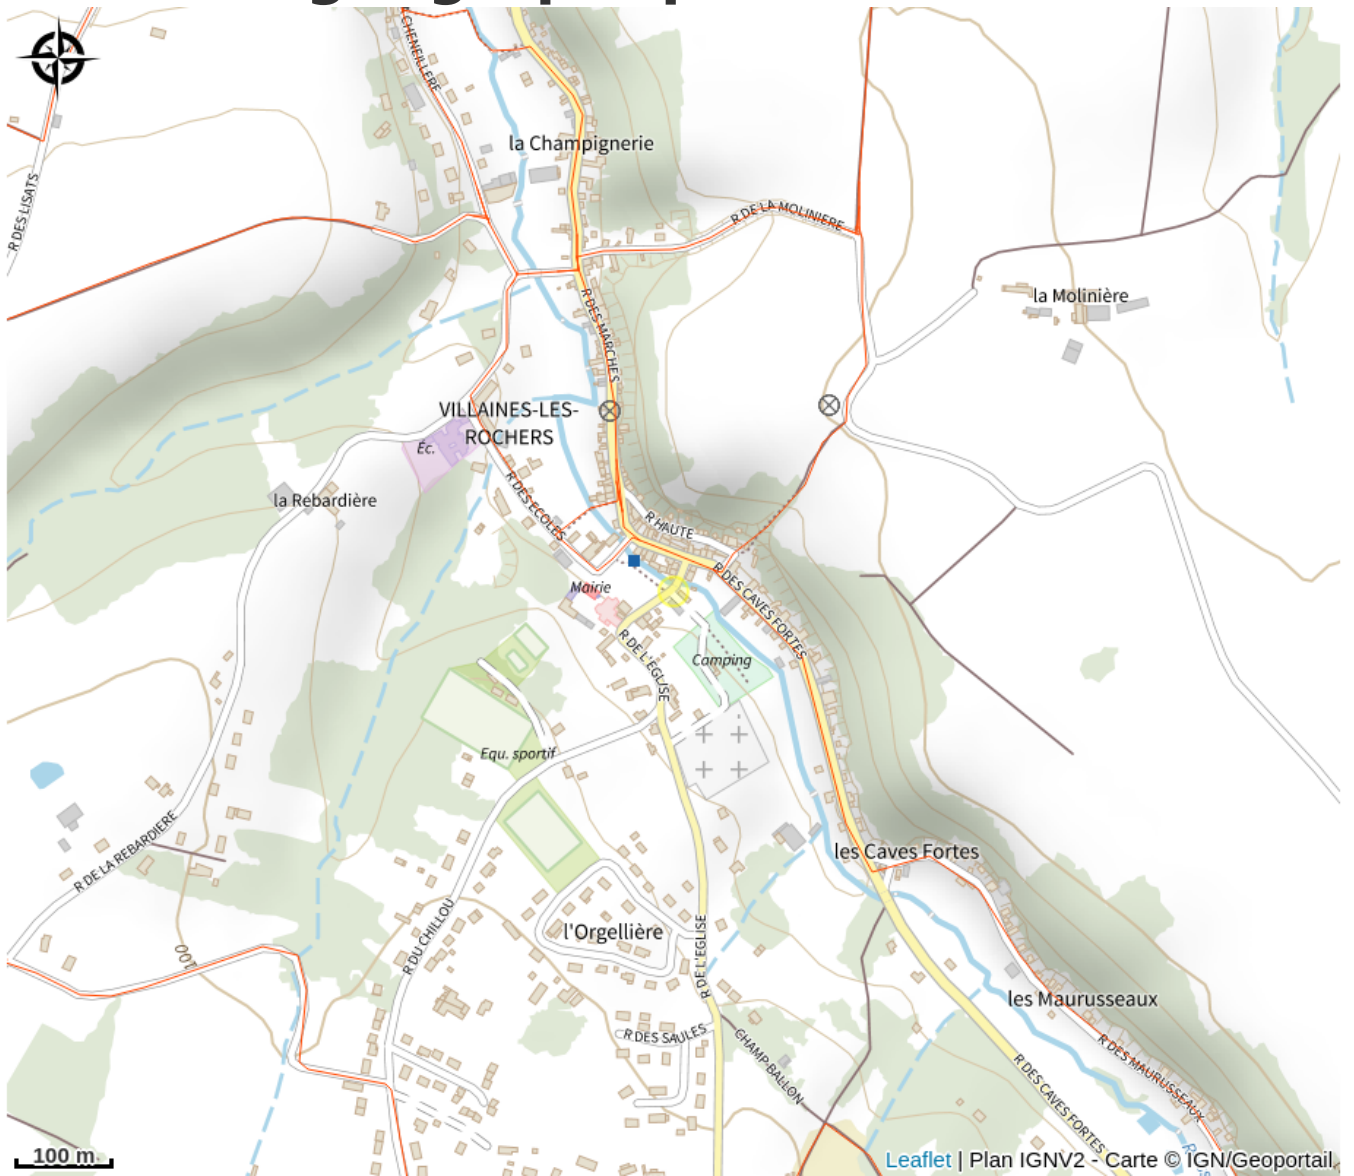 R CHENEILLERE
la Champignerie
R DES LISATS
R DE LA MOLINIERE
la Molinière
R DES MARCHES
VILLAINES-LES-
ROCHERS
Éc.
la Rebardière
R DES ECOLES
R HAUTE
R DES CAVES FORTES
Mairie
R DE L'EGLISE
Camping
Equ. sportif
R DE LA REBARDIERE
les Caves Fortes
R DU CHILLOU
l'Orgellière
100
R DE L'EGLISE
les Maurusseaux
R DES SAULES
CHAMP-BALLON
R DES MAURUSSEAUX
R DES CAVES FORTES
100 m
Leaflet | Plan IGNV2 - Carte © IGN/Geoportail